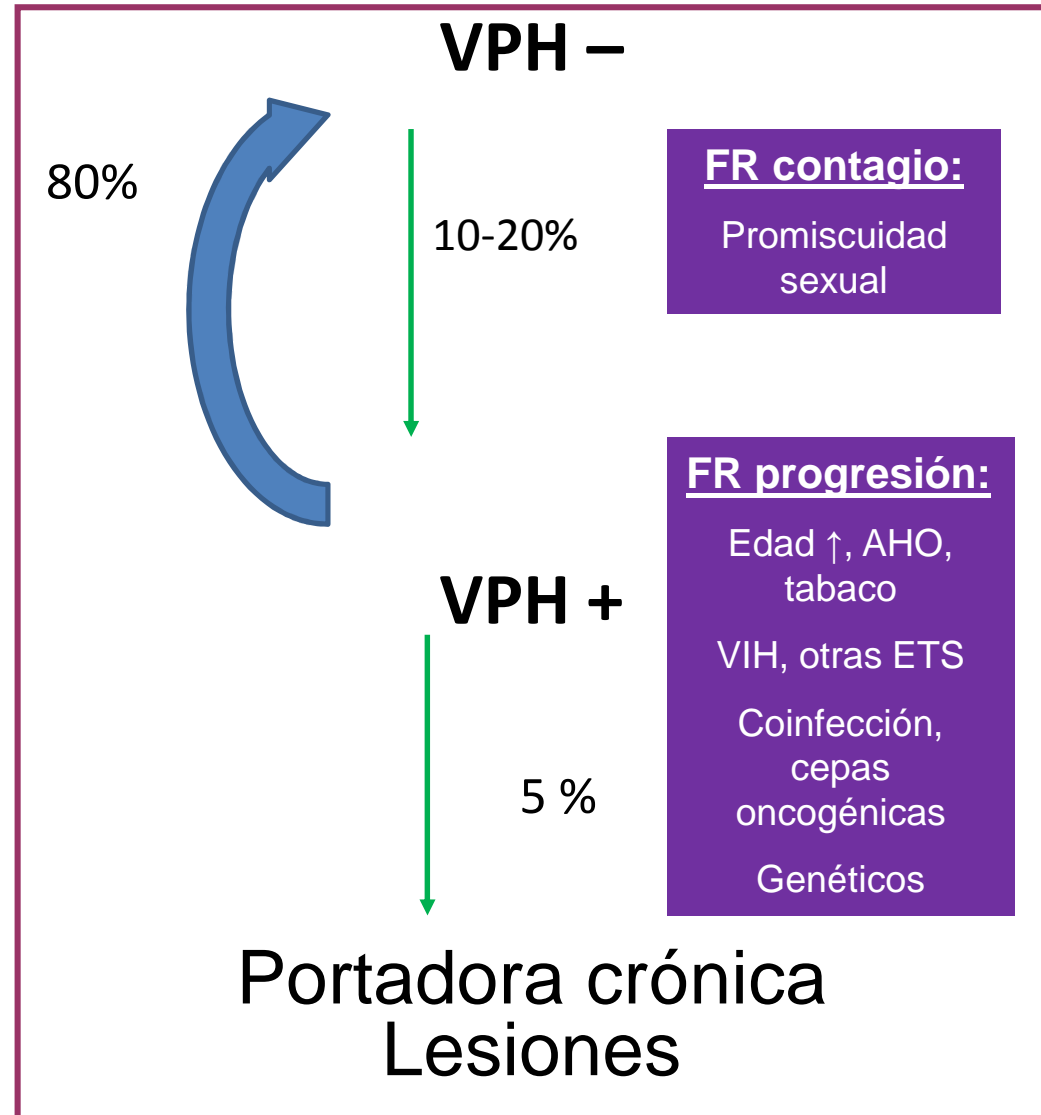 VPH –
80%
10-20%
FR contagio:
Promiscuidad
sexual
FR progresión:
Edad ↑, AHO,
tabaco
VIH, otras ETS
Coinfección,
cepas
oncogénicas
Genéticos
VPH +
5 %
Portadora crónica
Lesiones